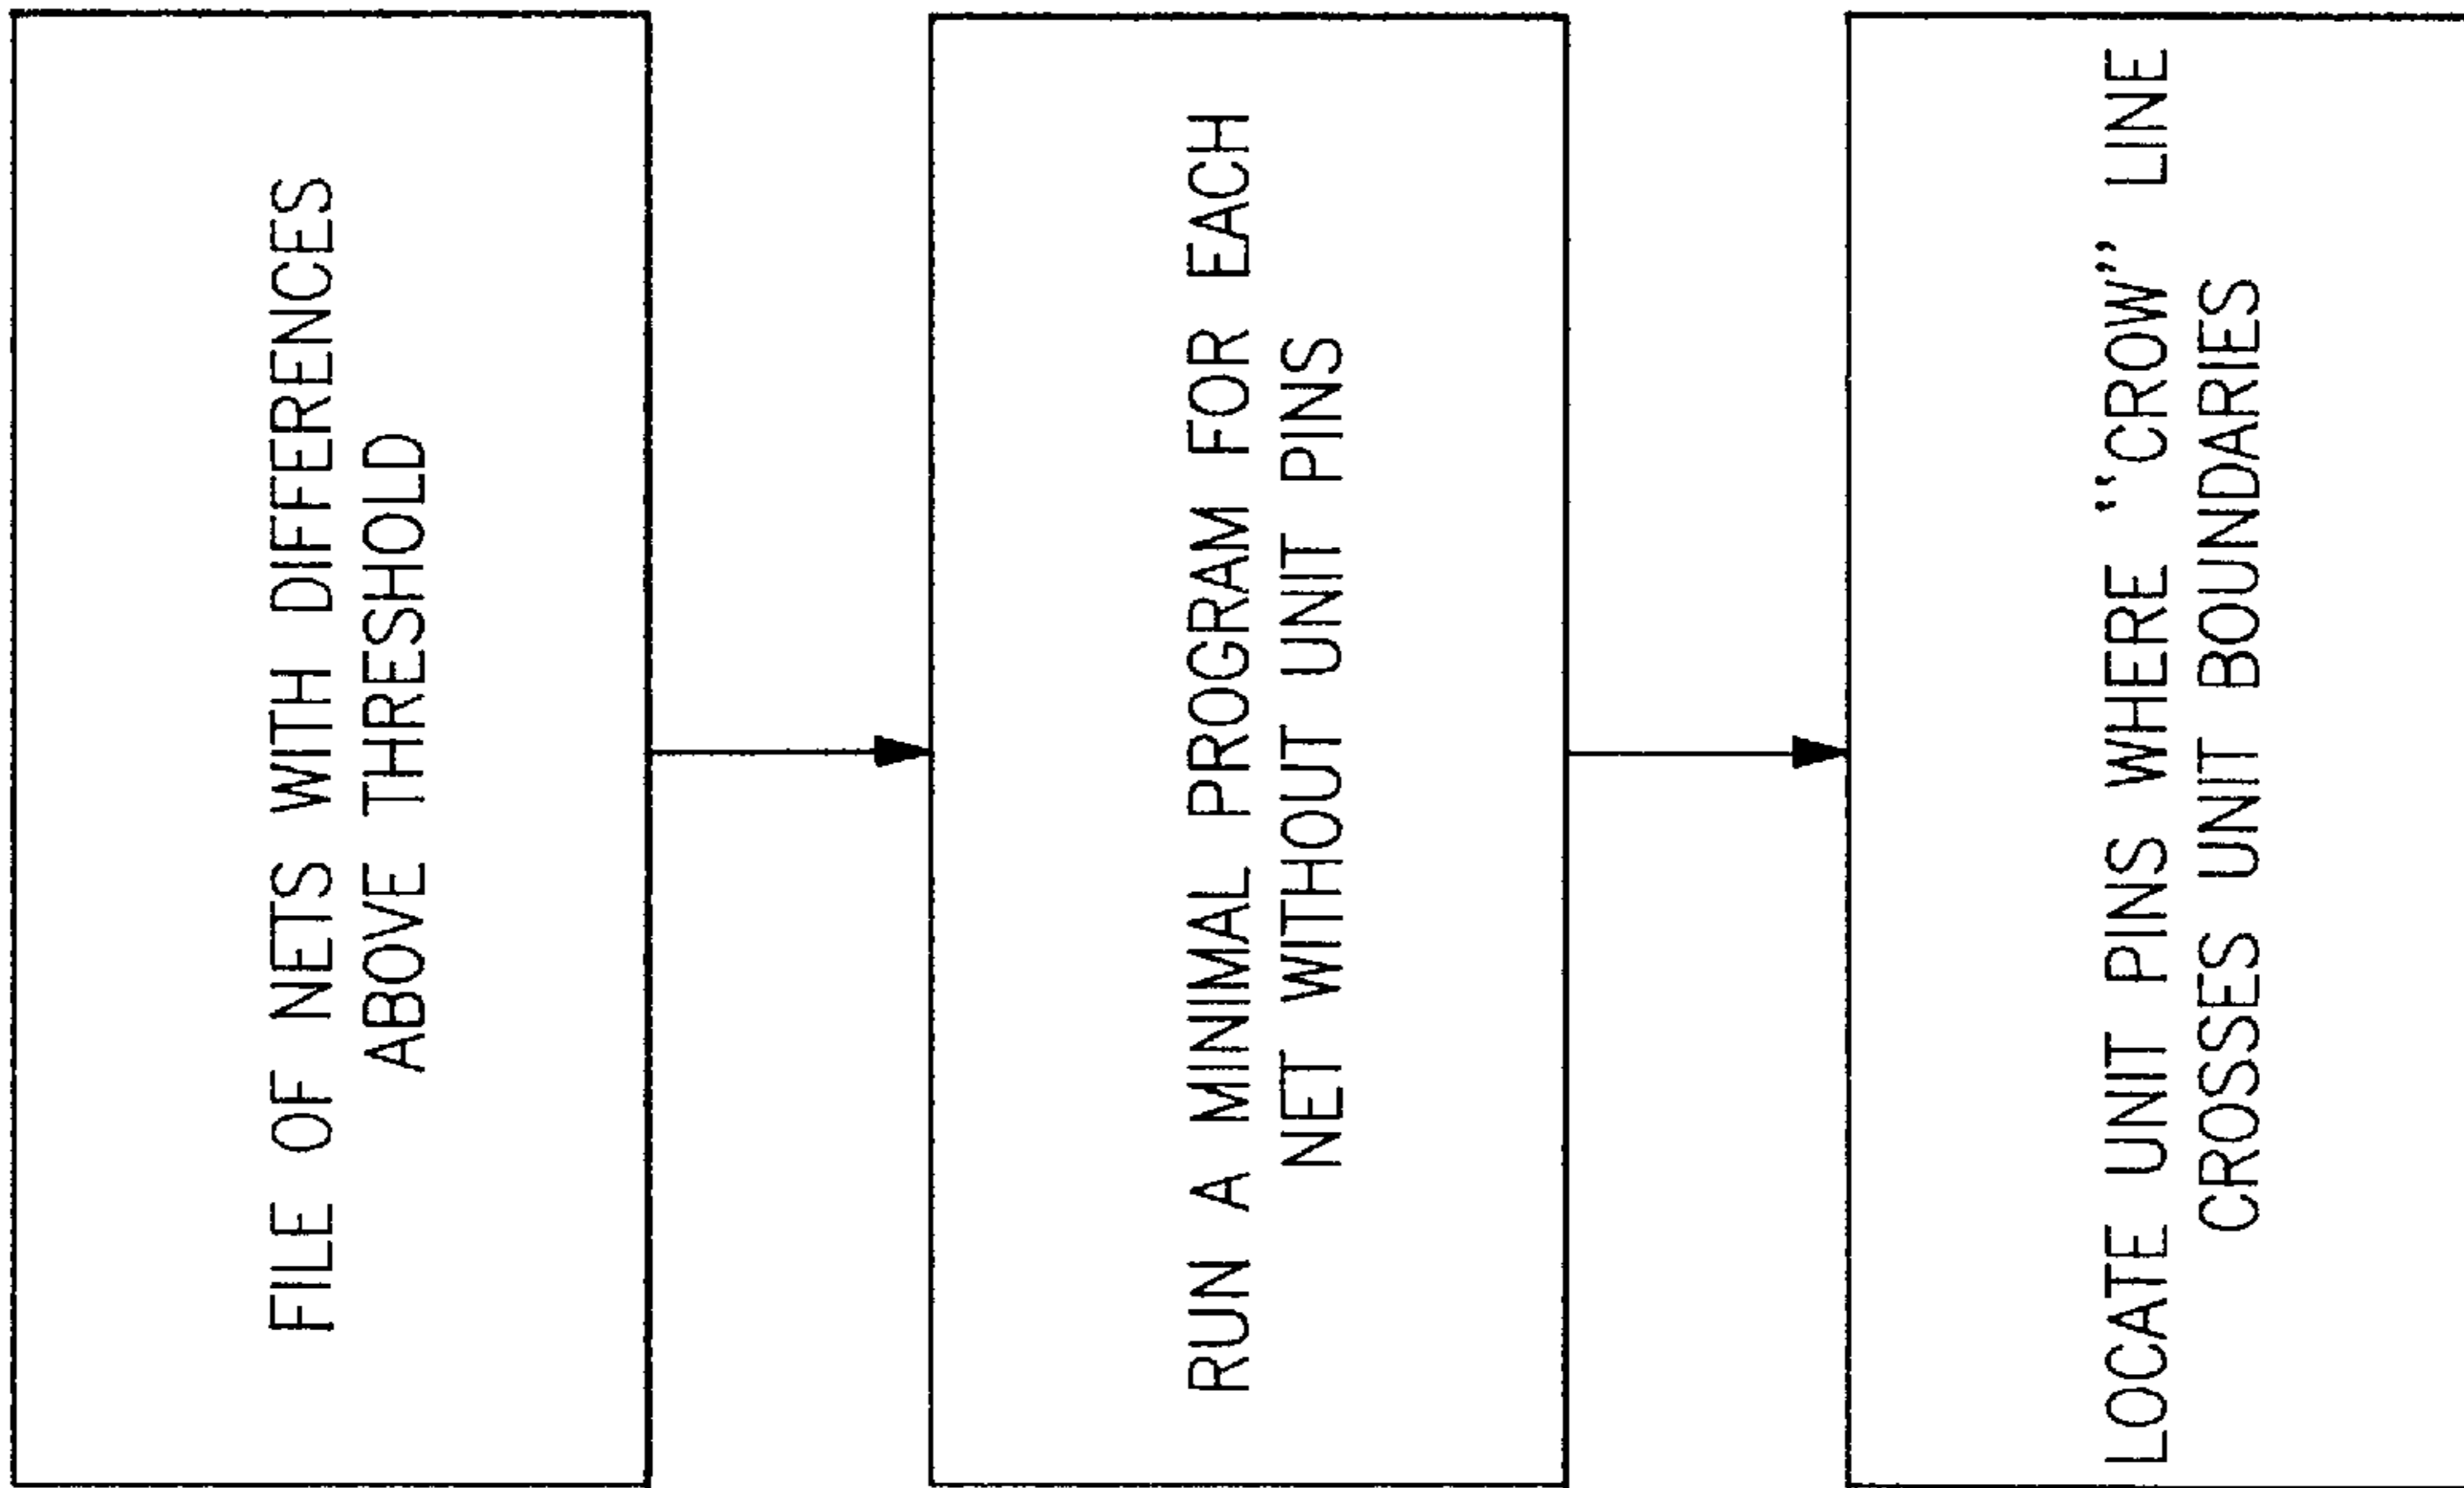 FILE OF NETS WITH DIFFERENCES
ABOVE THRESHOLD
RUN A MINIMAL PROGRAM FOR EACH
NET WITHOUT UNIT PINS
LOCATE UNIT PINS WHERE "CROW" LINE
CROSSES UNIT BOUNDARIES